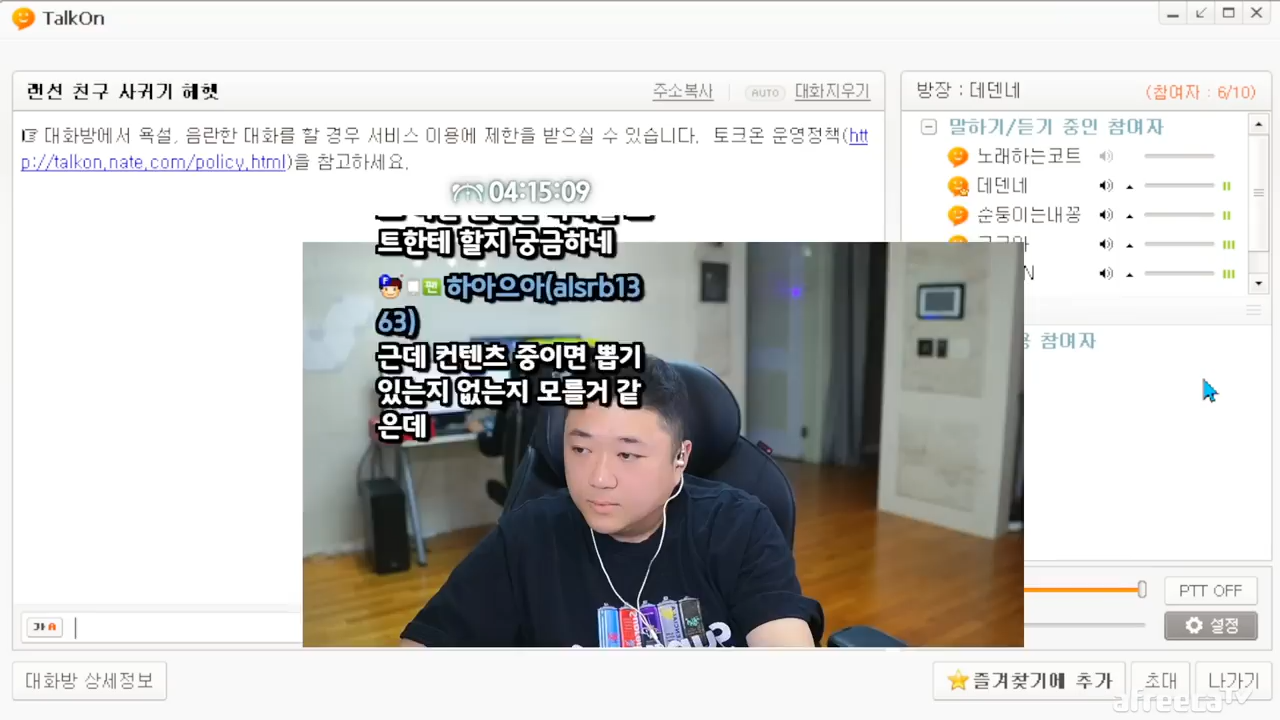 TalkOn
랜선 친구 사귀기 헤헷
주소복사
AUTO
대화지우기
방장 : 데덴네
(참여자 : 6/10)
☞ 대화방에서 욕설, 음란한 대화를 할 경우 서비스 이용에 제한을 받으실 수 있습니다. 토크온 운영정책(htt
p://talkon.nate.com/policy.html)을 참고하세요.
말하기/듣기 중인 참여자
노래하는코트
데덴네
순둥이는내꽁
N
참여자
04:15:09
트한테 할지 궁금하네
팬 하아으아(alsrb13
63)
근데 컨텐츠 중이면 뽑기
있는지 없는지 모를거 같
은데
PTT OFF
설정
가A
대화방 상세정보
즐겨찾기에 추가
초대
나가기
afreecaTV